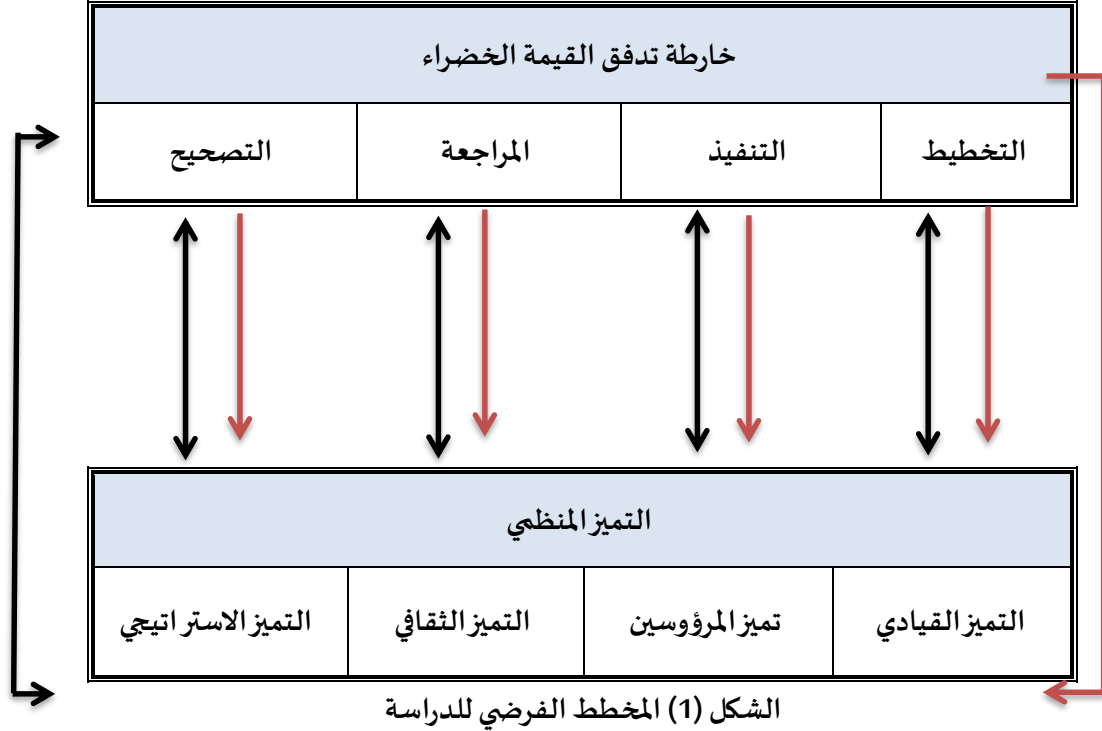 خارطة تدفق القيمة الخضراء
التخطيط التنفيذ المراجعة التصحيح
التميز المنظمي
التميز القيادي تميز المرؤوسين التميز الثقافي التميز الاستراتيجي
الشكل (1) المخطط الفرضي للدراسة